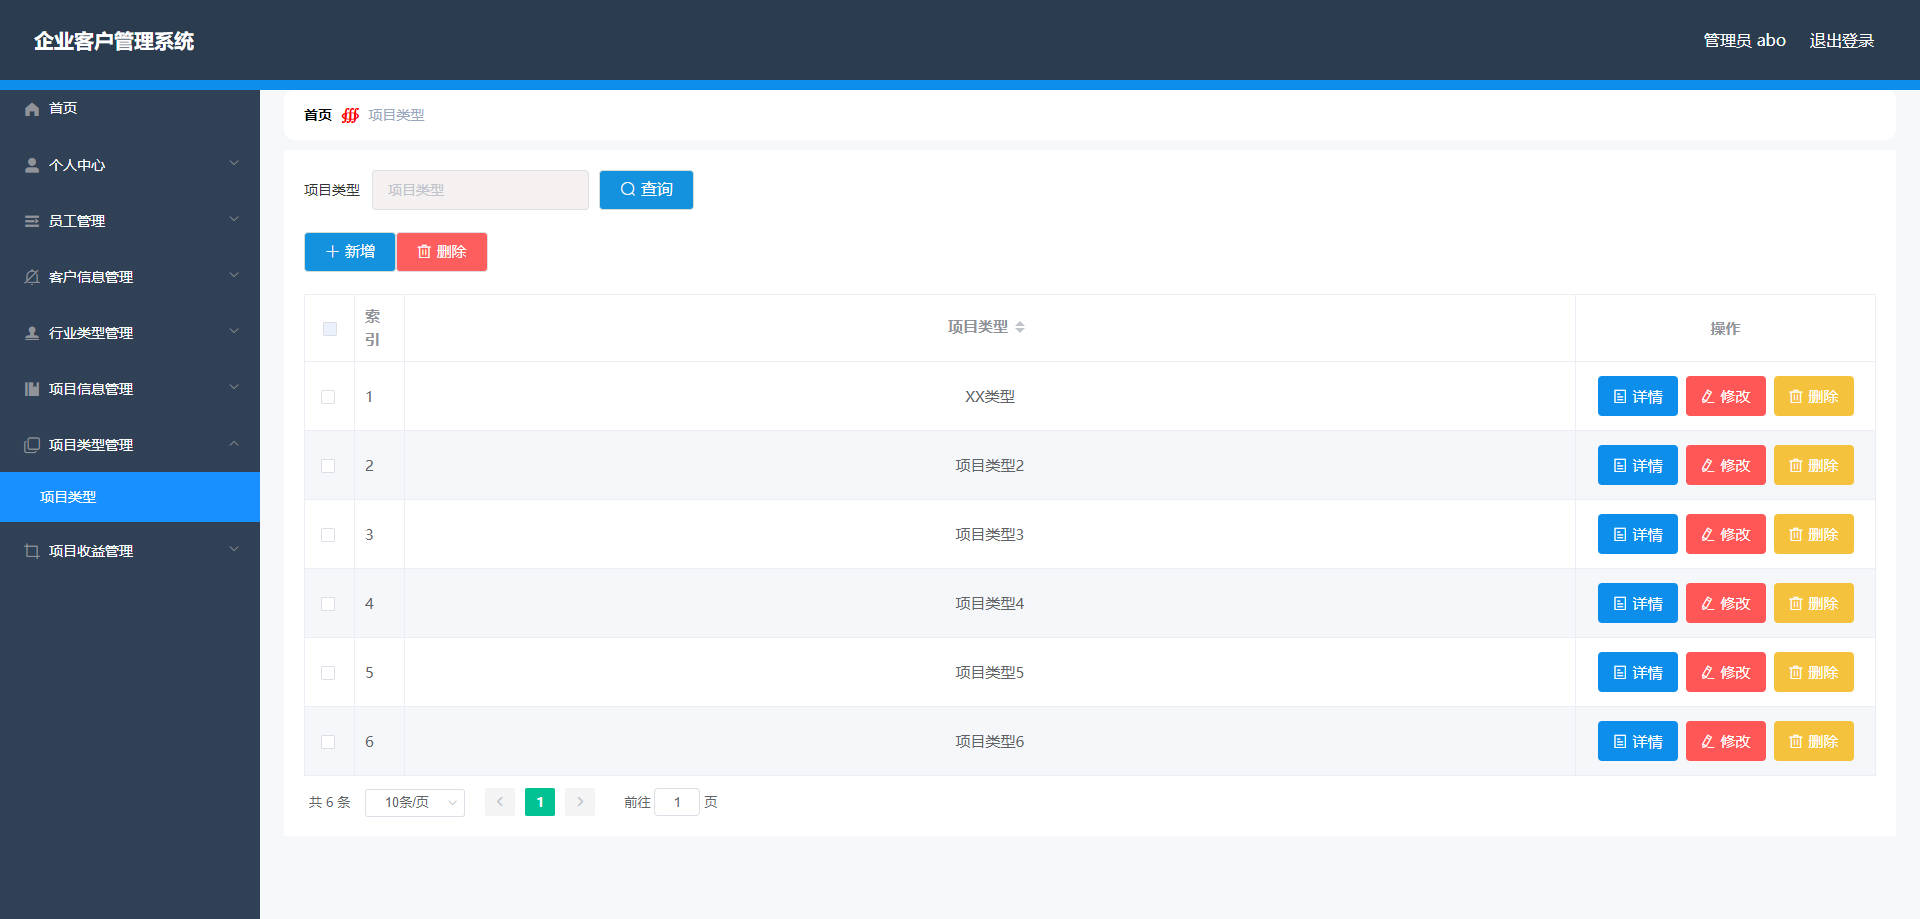 企业客户管理系统
管理员 abo 退出登录
首页
个人中心
员工管理
客户信息管理
行业类型管理
项目信息管理
项目类型管理
项目类型
项目收益管理
首页 项目类型
项目类型 项目类型 查询
新增 删除
索引 项目类型 操作
1 XX类型 详情 修改 删除
2 项目类型2 详情 修改 删除
3 项目类型3 详情 修改 删除
4 项目类型4 详情 修改 删除
5 项目类型5 详情 修改 删除
6 项目类型6 详情 修改 删除
共 6 条 10条/页 1 前往 1 页